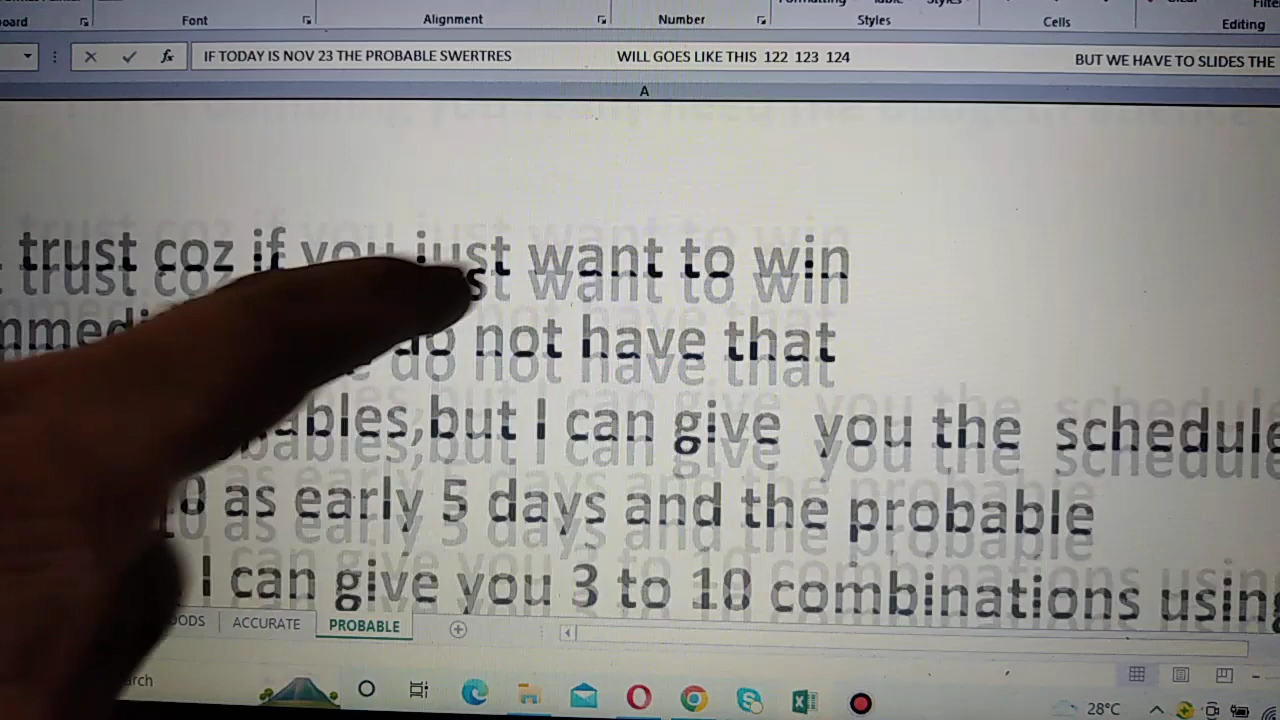 Font
Alignment
Number
Styles
Cells
Editing
fx IF TODAY IS NOV 23 THE PROBABLE SWERTRES WILL GOES LIKE THIS 122 123 124 BUT WE HAVE TO SLIDES THE
A
trust coz if you just want to win
do not have that
but I can give you the schedule
as early 5 days and the probable
I can give you 3 to 10 combinations using
ACCURATE PROBABLE
28°C